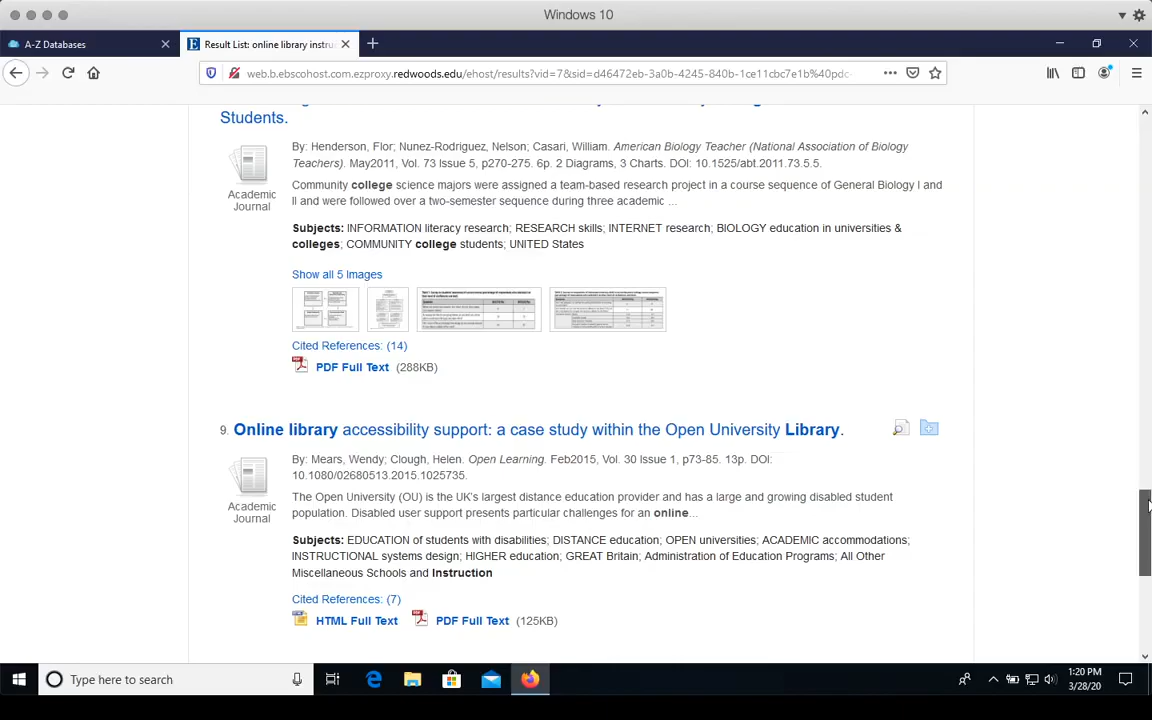 Windows 10
A-Z Databases
Result List: online library instru
web.b.ebscohost.com.ezproxy.redwoods.edu/ehost/results?vid=7&sid=d46472eb-3a0b-4245-840b-1ce11cbc7e1b%40pdc-
Students.
By: Henderson, Flor; Nunez-Rodriguez, Nelson; Casari, William. American Biology Teacher (National Association of Biology
Teachers). May2011, Vol. 73 Issue 5, p270-275. 6p. 2 Diagrams, 3 Charts. DOI: 10.1525/abt.2011.73.5.5.
Academic
Journal
Community college science majors were assigned a team-based research project in a course sequence of General Biology I and
II and were followed over a two-semester sequence during three academic ...
Subjects: INFORMATION literacy research; RESEARCH skills; INTERNET research; BIOLOGY education in universities &
colleges; COMMUNITY college students; UNITED States
Show all 5 Images
Cited References: (14)
PDF Full Text (288KB)
9. Online library accessibility support: a case study within the Open University Library.
By: Mears, Wendy; Clough, Helen. Open Learning. Feb2015, Vol. 30 Issue 1, p73-85. 13p. DOI:
10.1080/02680513.2015.1025735.
Academic
Journal
The Open University (OU) is the UK's largest distance education provider and has a large and growing disabled student
population. Disabled user support presents particular challenges for an online...
Subjects: EDUCATION of students with disabilities; DISTANCE education; OPEN universities; ACADEMIC accommodations;
INSTRUCTIONAL systems design; HIGHER education; GREAT Britain; Administration of Education Programs; All Other
Miscellaneous Schools and Instruction
Cited References: (7)
HTML Full Text PDF Full Text (125KB)
Type here to search
1:20 PM
3/28/20